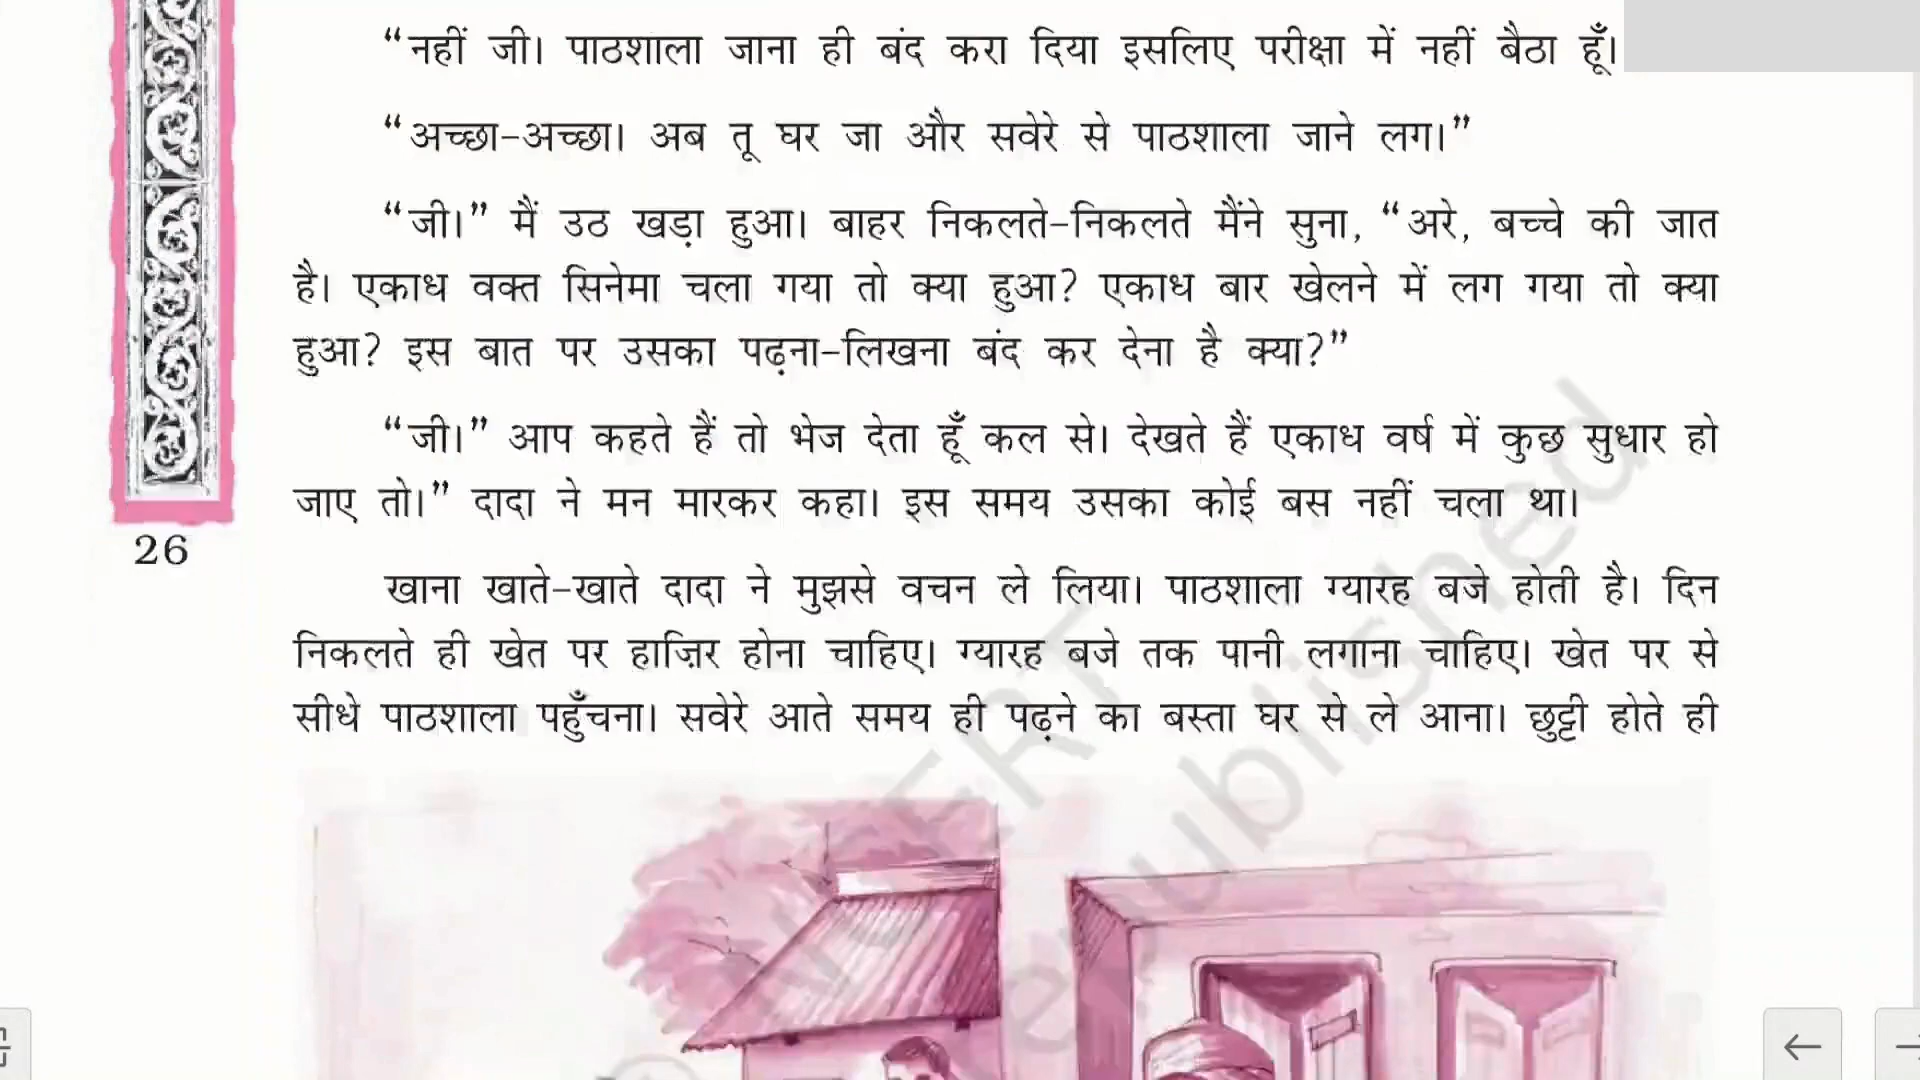 “नहीं जी। पाठशाला जाना ही बंद करा दिया इसलिए परीक्षा में नहीं बैठा हूँ।
“अच्छा-अच्छा। अब तू घर जा और सवेरे से पाठशाला जाने लग।”
“जी।” मैं उठ खड़ा हुआ। बाहर निकलते-निकलते मैंने सुना, “अरे, बच्चे की जात
है। एकाध वक्त सिनेमा चला गया तो क्या हुआ? एकाध बार खेलने में लग गया तो क्या
हुआ? इस बात पर उसका पढ़ना-लिखना बंद कर देना है क्या?”
“जी।” आप कहते हैं तो भेज देता हूँ कल से। देखते हैं एकाध वर्ष में कुछ सुधार हो
जाए तो।” दादा ने मन मारकर कहा। इस समय उसका कोई बस नहीं चला था।
26
खाना खाते-खाते दादा ने मुझसे वचन ले लिया। पाठशाला ग्यारह बजे होती है। दिन
निकलते ही खेत पर हाज़िर होना चाहिए। ग्यारह बजे तक पानी लगाना चाहिए। खेत पर से
सीधे पाठशाला पहुँचना। सवेरे आते समय ही पढ़ने का बस्ता घर से ले आना। छुट्टी होते ही